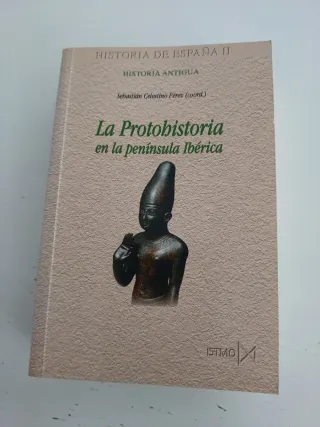 HISTORIA DE ESPAÑA II
HISTORIA ANTIGUA
Sebastián Celestino Pérez (coord.)
La Protohistoria
en la península Ibérica
ISTMO